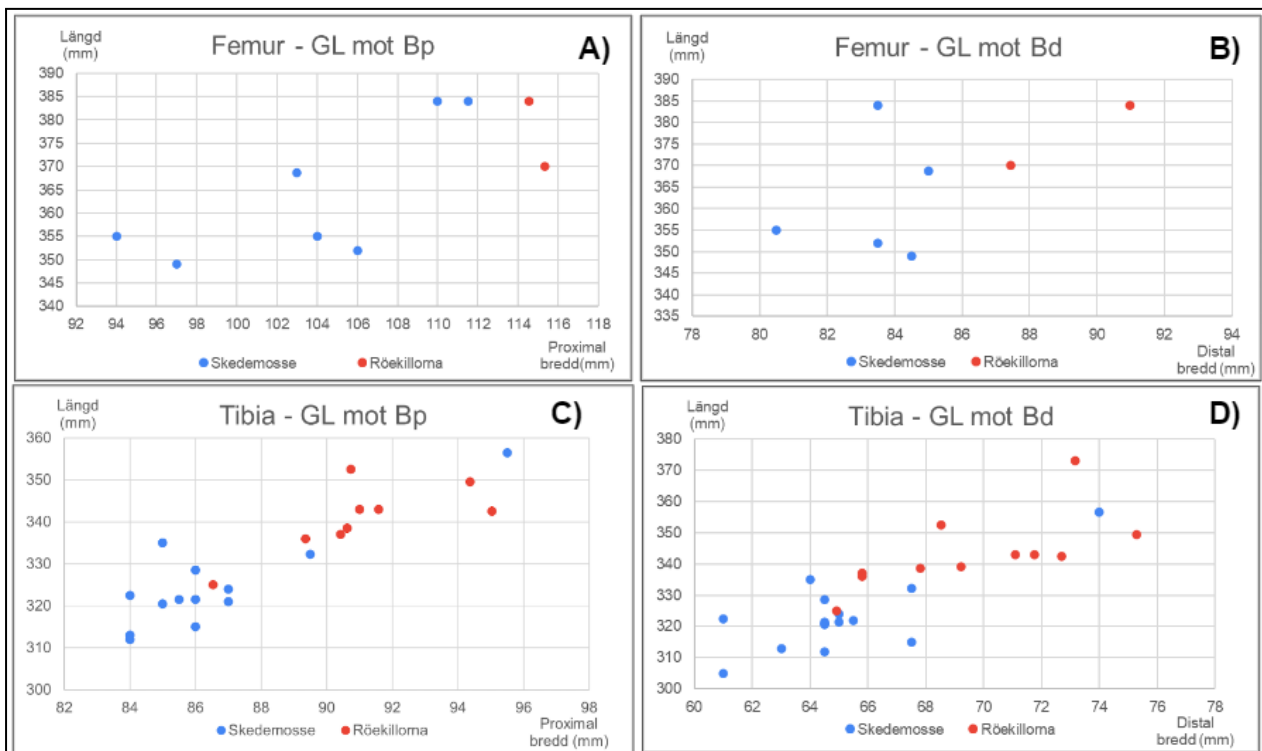 Längd
(mm)
Femur - GL mot Bp
A)
390
385
380
375
370
365
360
355
350
345
340
92 94 96 98 100 102 104 106 108 110 112 114 116 118
Proximal
bredd(mm)
Skedemosse Röekillorna
Längd
(mm)
Femur - GL mot Bd
B)
390
385
380
375
370
365
360
355
350
345
340
335
78 80 82 84 86 88 90 92 94
Distal
bredd(mm)
Skedemosse Röekillorna
Längd
(mm)
Tibia - GL mot Bp
C)
360
350
340
330
320
310
300
82 84 86 88 90 92 94 96 98
Proximal
bredd (mm)
Skedemosse Röekillorna
Längd
(mm)
Tibia - GL mot Bd
D)
380
370
360
350
340
330
320
310
300
60 62 64 66 68 70 72 74 76 78
Distal
bredd (mm)
Skedemosse Röekillorna